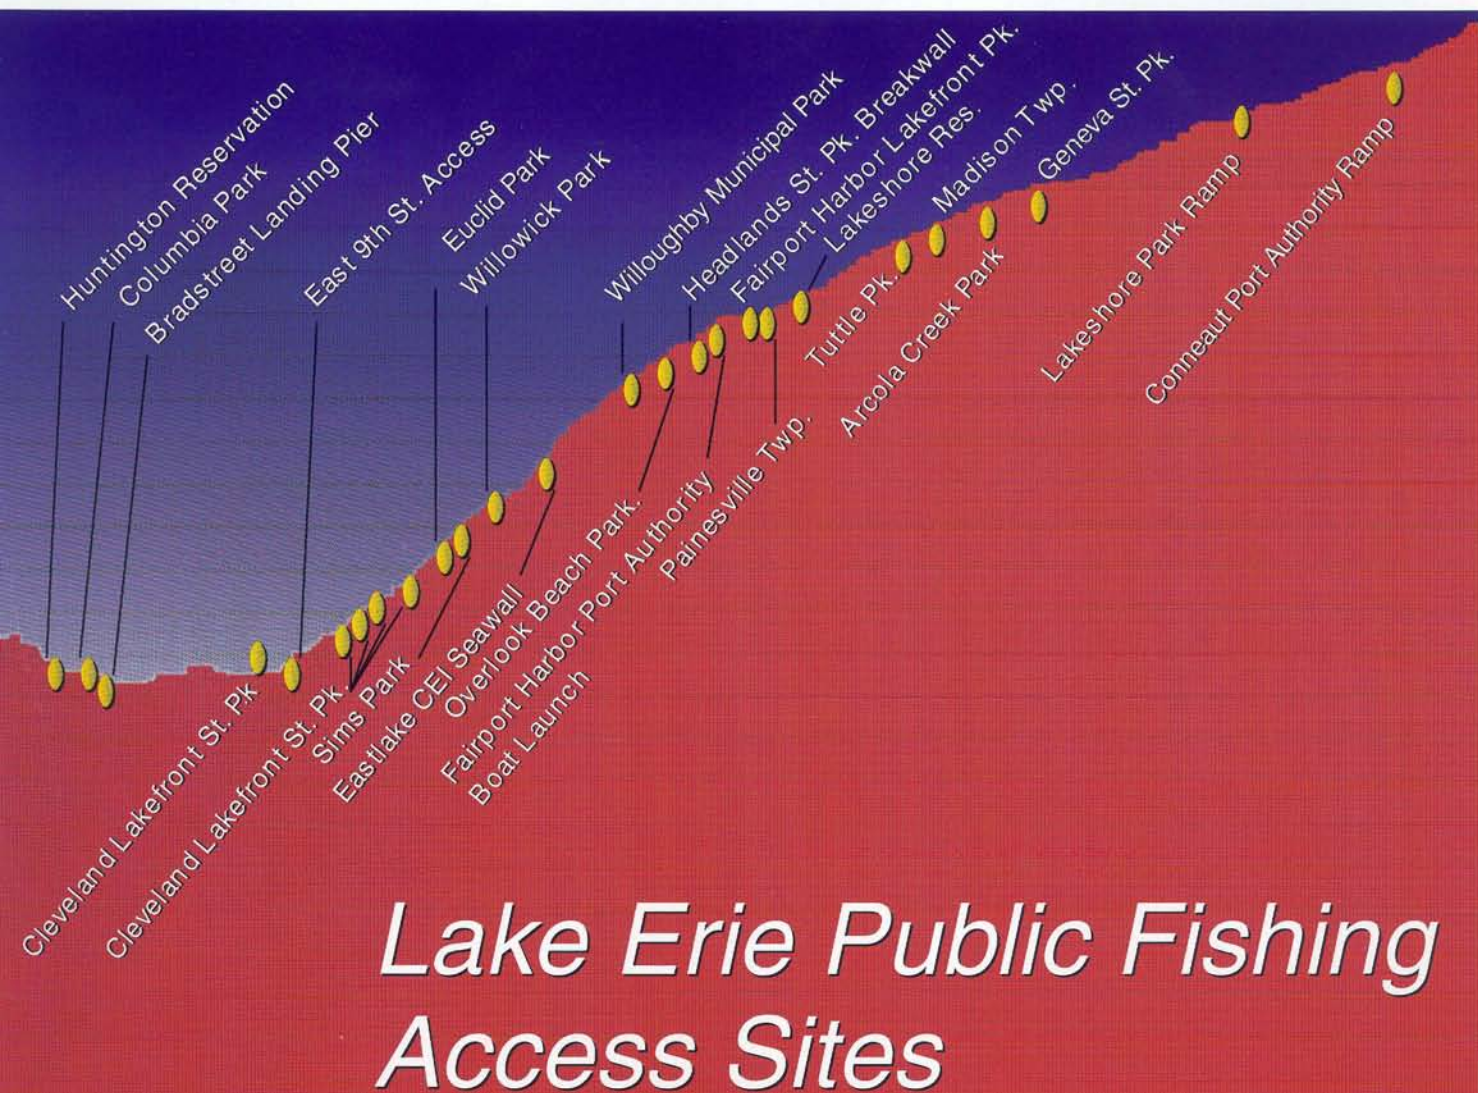 Huntington Reservation
Columbia Park
Bradstreet Landing Pier
East 9th St. Access
Euclid Park
Willowick Park
Willoughby Municipal Park
Headlands St. Pk. Breakwall
Fairport Harbor Lakefront Pk.
Lakeshore Res.
Madison Twp.
Geneva St. Pk.
Cleveland Lakefront St. Pk
Cleveland Lakefront St. Pk.
Sims Park
Eastlake CEI Seawall
Overlook Beach Park.
Fairport Harbor Port Authority
Boat Launch
Painesville Twp.
Tuttle Pk.
Arcola Creek Park
Lakeshore Park Ramp
Conneaut Port Authority Ramp
Lake Erie Public Fishing
Access Sites